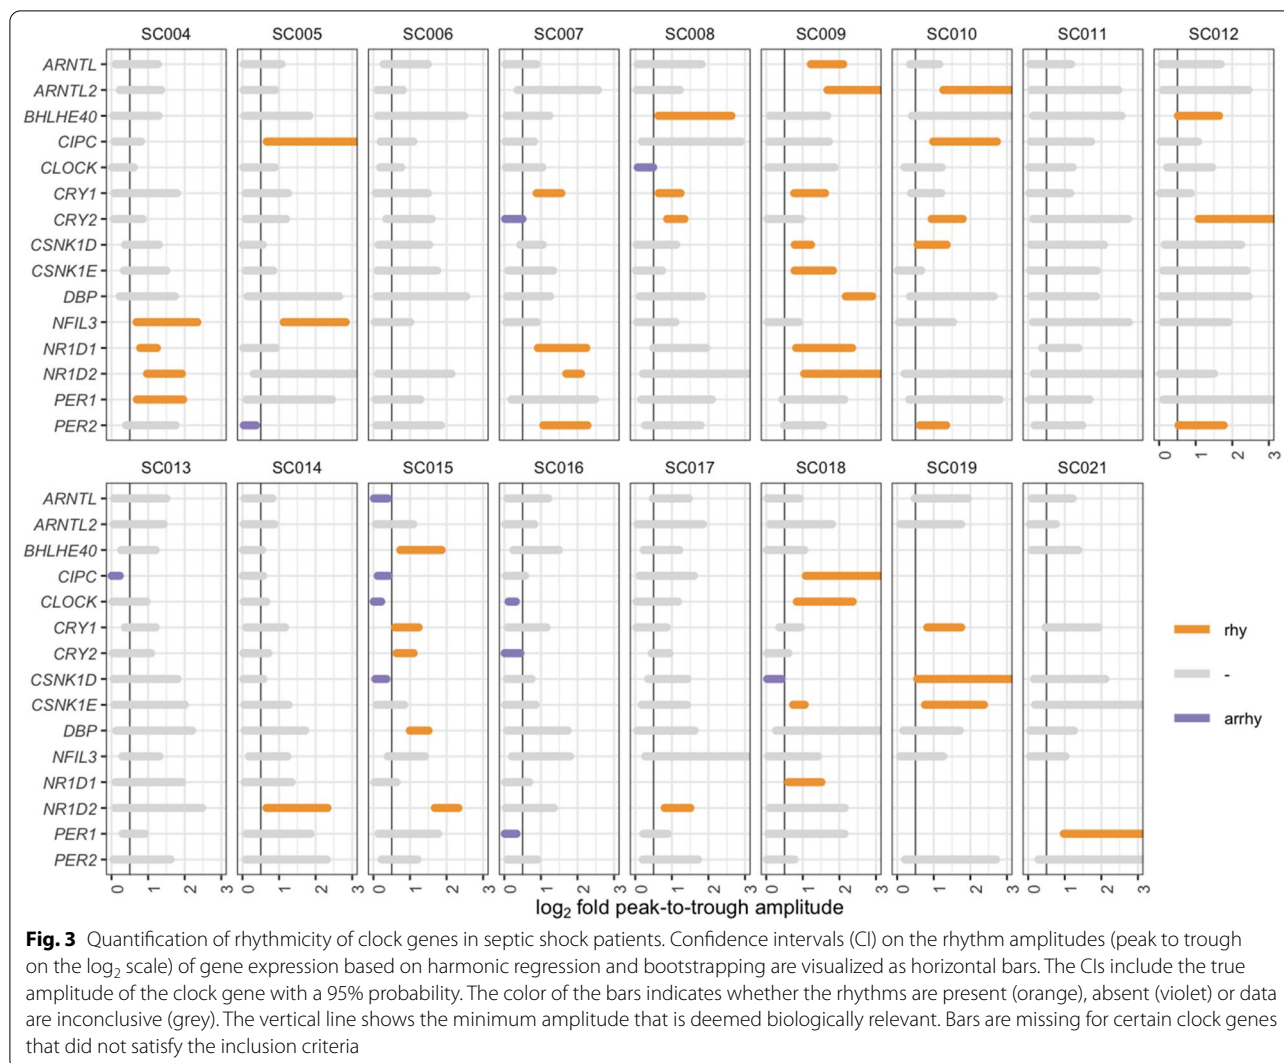 SC004 SC005 SC006 SC007 SC008 SC009 SC010 SC011 SC012
ARNTL
ARNTL2
BHLHE40
CIPC
CLOCK
CRY1
CRY2
CSNK1D
CSNK1E
DBP
NFIL3
NR1D1
NR1D2
PER1
PER2
0 1 2 3
SC013 SC014 SC015 SC016 SC017 SC018 SC019 SC021
ARNTL
ARNTL2
BHLHE40
CIPC
CLOCK
CRY1
CRY2
CSNK1D
CSNK1E
DBP
NFIL3
NR1D1
NR1D2
PER1
PER2
rhy
-
arrhy
0 1 2 3 0 1 2 3 0 1 2 3 0 1 2 3 0 1 2 3 0 1 2 3 0 1 2 3 0 1 2 3
log₂ fold peak-to-trough amplitude
Fig. 3 Quantification of rhythmicity of clock genes in septic shock patients. Confidence intervals (CI) on the rhythm amplitudes (peak to trough
on the log₂ scale) of gene expression based on harmonic regression and bootstrapping are visualized as horizontal bars. The CIs include the true
amplitude of the clock gene with a 95% probability. The color of the bars indicates whether the rhythms are present (orange), absent (violet) or data
are inconclusive (grey). The vertical line shows the minimum amplitude that is deemed biologically relevant. Bars are missing for certain clock genes
that did not satisfy the inclusion criteria